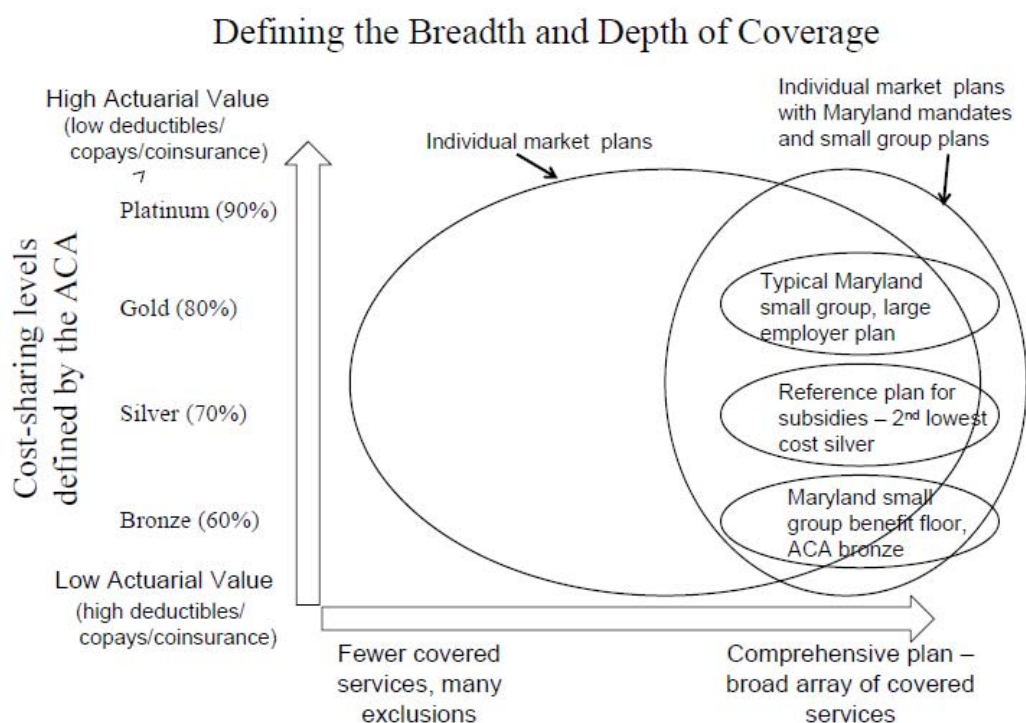 Defining the Breadth and Depth of Coverage
High Actuarial Value
(low deductibles/
copays/coinsurance)
Platinum (90%)
Gold (80%)
Silver (70%)
Bronze (60%)
Low Actuarial Value
(high deductibles/
copays/coinsurance)
Cost-sharing levels
defined by the ACA
Individual market plans
Individual market plans
with Maryland mandates
and small group plans
Typical Maryland
small group, large
employer plan
Reference plan for
subsidies – 2nd lowest
cost silver
Maryland small
group benefit floor,
ACA bronze
Fewer covered
services, many
exclusions
Comprehensive plan –
broad array of covered
services